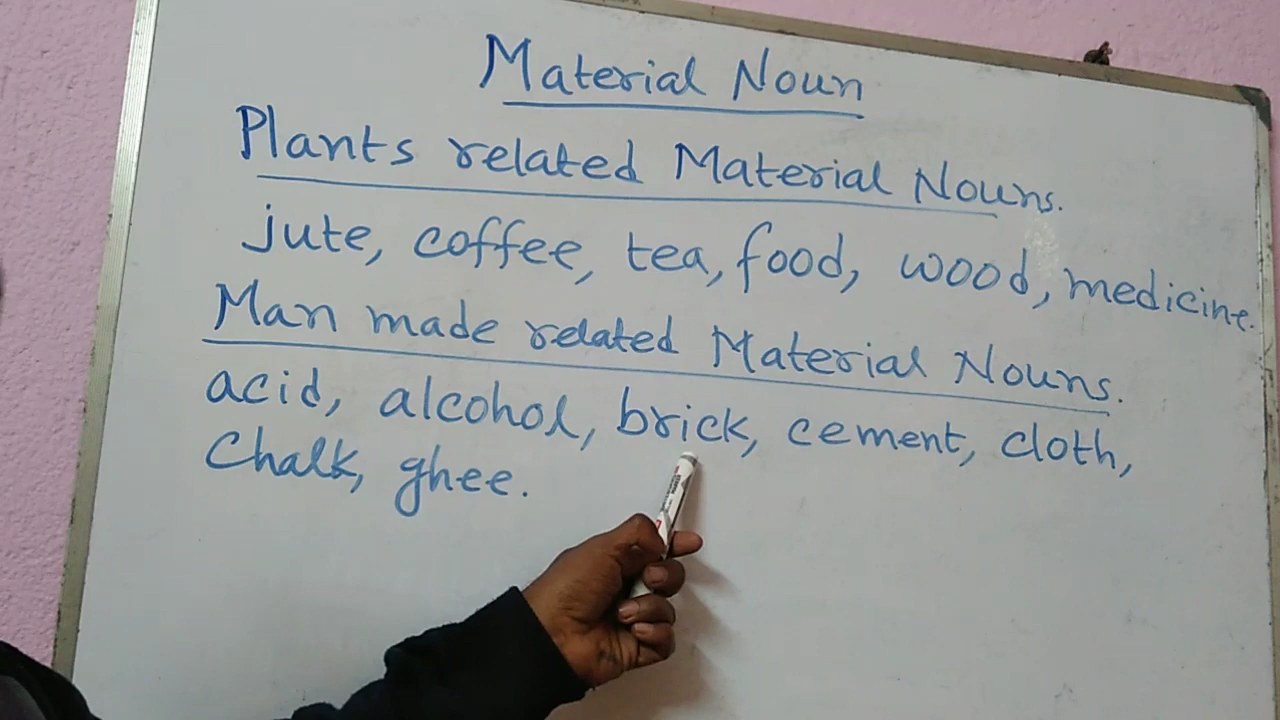 Material Noun
Plants related Material Nouns.
jute, coffee, tea, food, wood, medicine.
Man made related Material Nouns.
acid, alcohol, brick, cement, cloth,
Chalk, ghee.